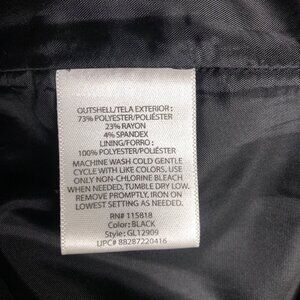 OUTSHELL/TELA EXTERIOR :
73% POLYESTER/POLIÉSTER
23% RAYON
4% SPANDEX
LINING/FORRO :
100% POLYESTER/POLIÉSTER
MACHINE WASH COLD GENTLE
CYCLE WITH LIKE COLORS, USE
ONLY NON-CHLORINE BLEACH
WHEN NEEDED, TUMBLE DRY LOW.
REMOVE PROMPTLY, IRON ON
LOWEST SETTING AS NEEDED.
RN# 115818
Color: BLACK
Style: GL12909
UPC# 88287220416